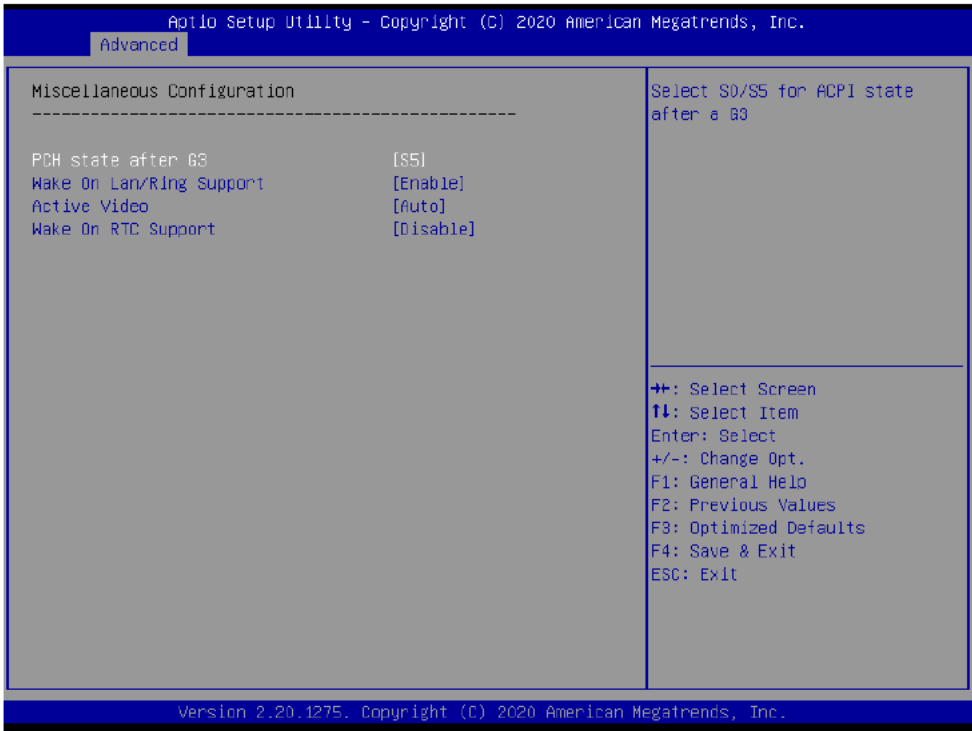 Aptio Setup Utility - Copyright (C) 2020 American Megatrends, Inc.
Advanced
Miscellaneous Configuration
--------------------------------------------------
PCH state after G3 [S5]
Wake On Lan/Ring Support [Enable]
Active Video [Auto]
Wake On RTC Support [Disable]
Select S0/S5 for ACPI state
after a G3
→←: Select Screen
↑↓: Select Item
Enter: Select
+/-: Change Opt.
F1: General Help
F2: Previous Values
F3: Optimized Defaults
F4: Save & Exit
ESC: Exit
Version 2.20.1275. Copyright (C) 2020 American Megatrends, Inc.